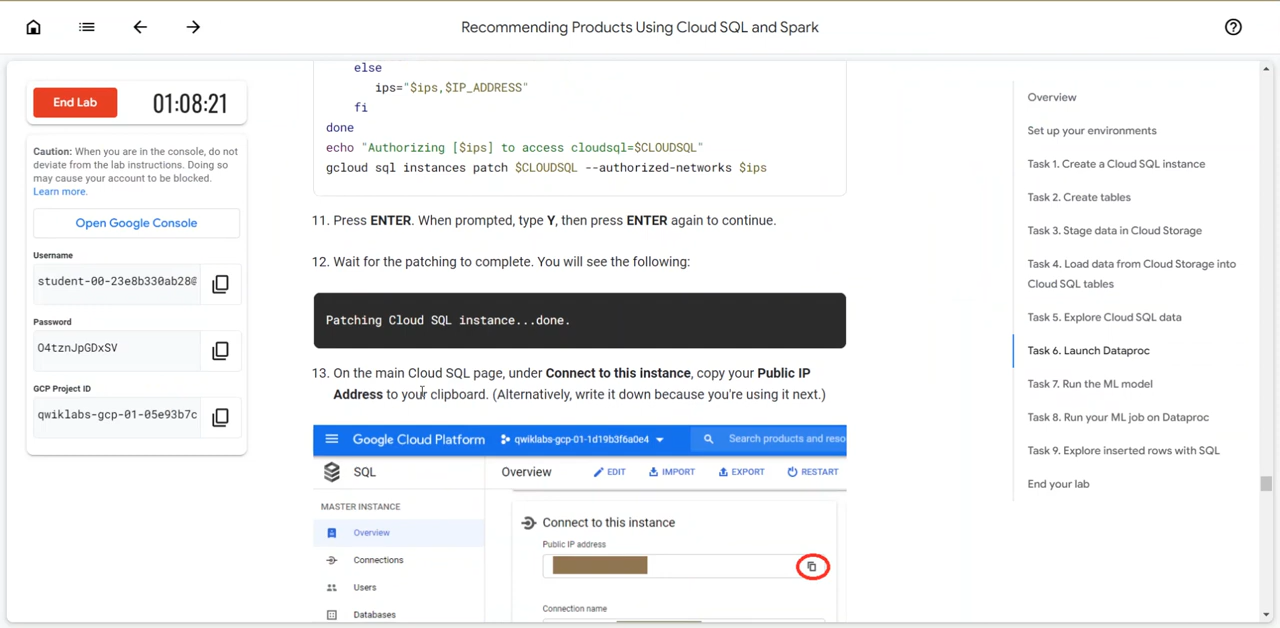 Recommending Products Using Cloud SQL and Spark
End Lab
01:08:21
Caution: When you are in the console, do not
deviate from the lab instructions. Doing so
may cause your account to be blocked.
Learn more.
Open Google Console
Username
student-00-23e8b330ab28@
Password
O4tznJpGDxSV
GCP Project ID
qwiklabs-gcp-01-05e93b7c
else
ips="$ips,$IP_ADDRESS"
fi
done
echo "Authorizing [$ips] to access cloudsql=$CLOUDSQL"
gcloud sql instances patch $CLOUDSQL --authorized-networks $ips
11. Press ENTER. When prompted, type Y, then press ENTER again to continue.
12. Wait for the patching to complete. You will see the following:
Patching Cloud SQL instance...done.
13. On the main Cloud SQL page, under Connect to this instance, copy your Public IP
Address to your clipboard. (Alternatively, write it down because you're using it next.)
Google Cloud Platform
qwiklabs-gcp-01-1d19b3f6a0e4
Search products and reso
SQL
Overview
EDIT
IMPORT
EXPORT
RESTART
MASTER INSTANCE
Overview
Connections
Users
Databases
Connect to this instance
Public IP address
Connection name
Overview
Set up your environments
Task 1. Create a Cloud SQL instance
Task 2. Create tables
Task 3. Stage data in Cloud Storage
Task 4. Load data from Cloud Storage into
Cloud SQL tables
Task 5. Explore Cloud SQL data
Task 6. Launch Dataproc
Task 7. Run the ML model
Task 8. Run your ML job on Dataproc
Task 9. Explore inserted rows with SQL
End your lab